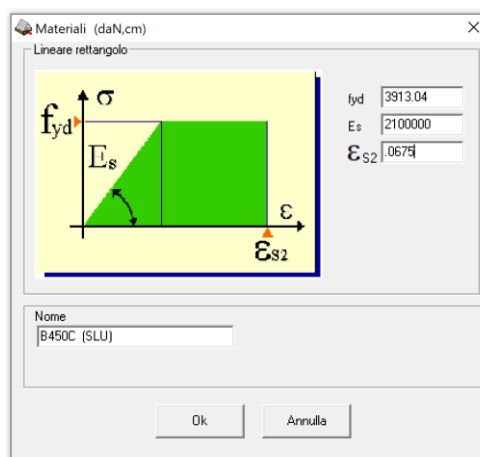 Materiali (daN,cm)
Lineare rettangolo
σ
fyd
Es
ε
εS2
fyd 3913.04
Es 2100000
εS2 .0675
Nome
B450C (SLU)
Ok Annulla